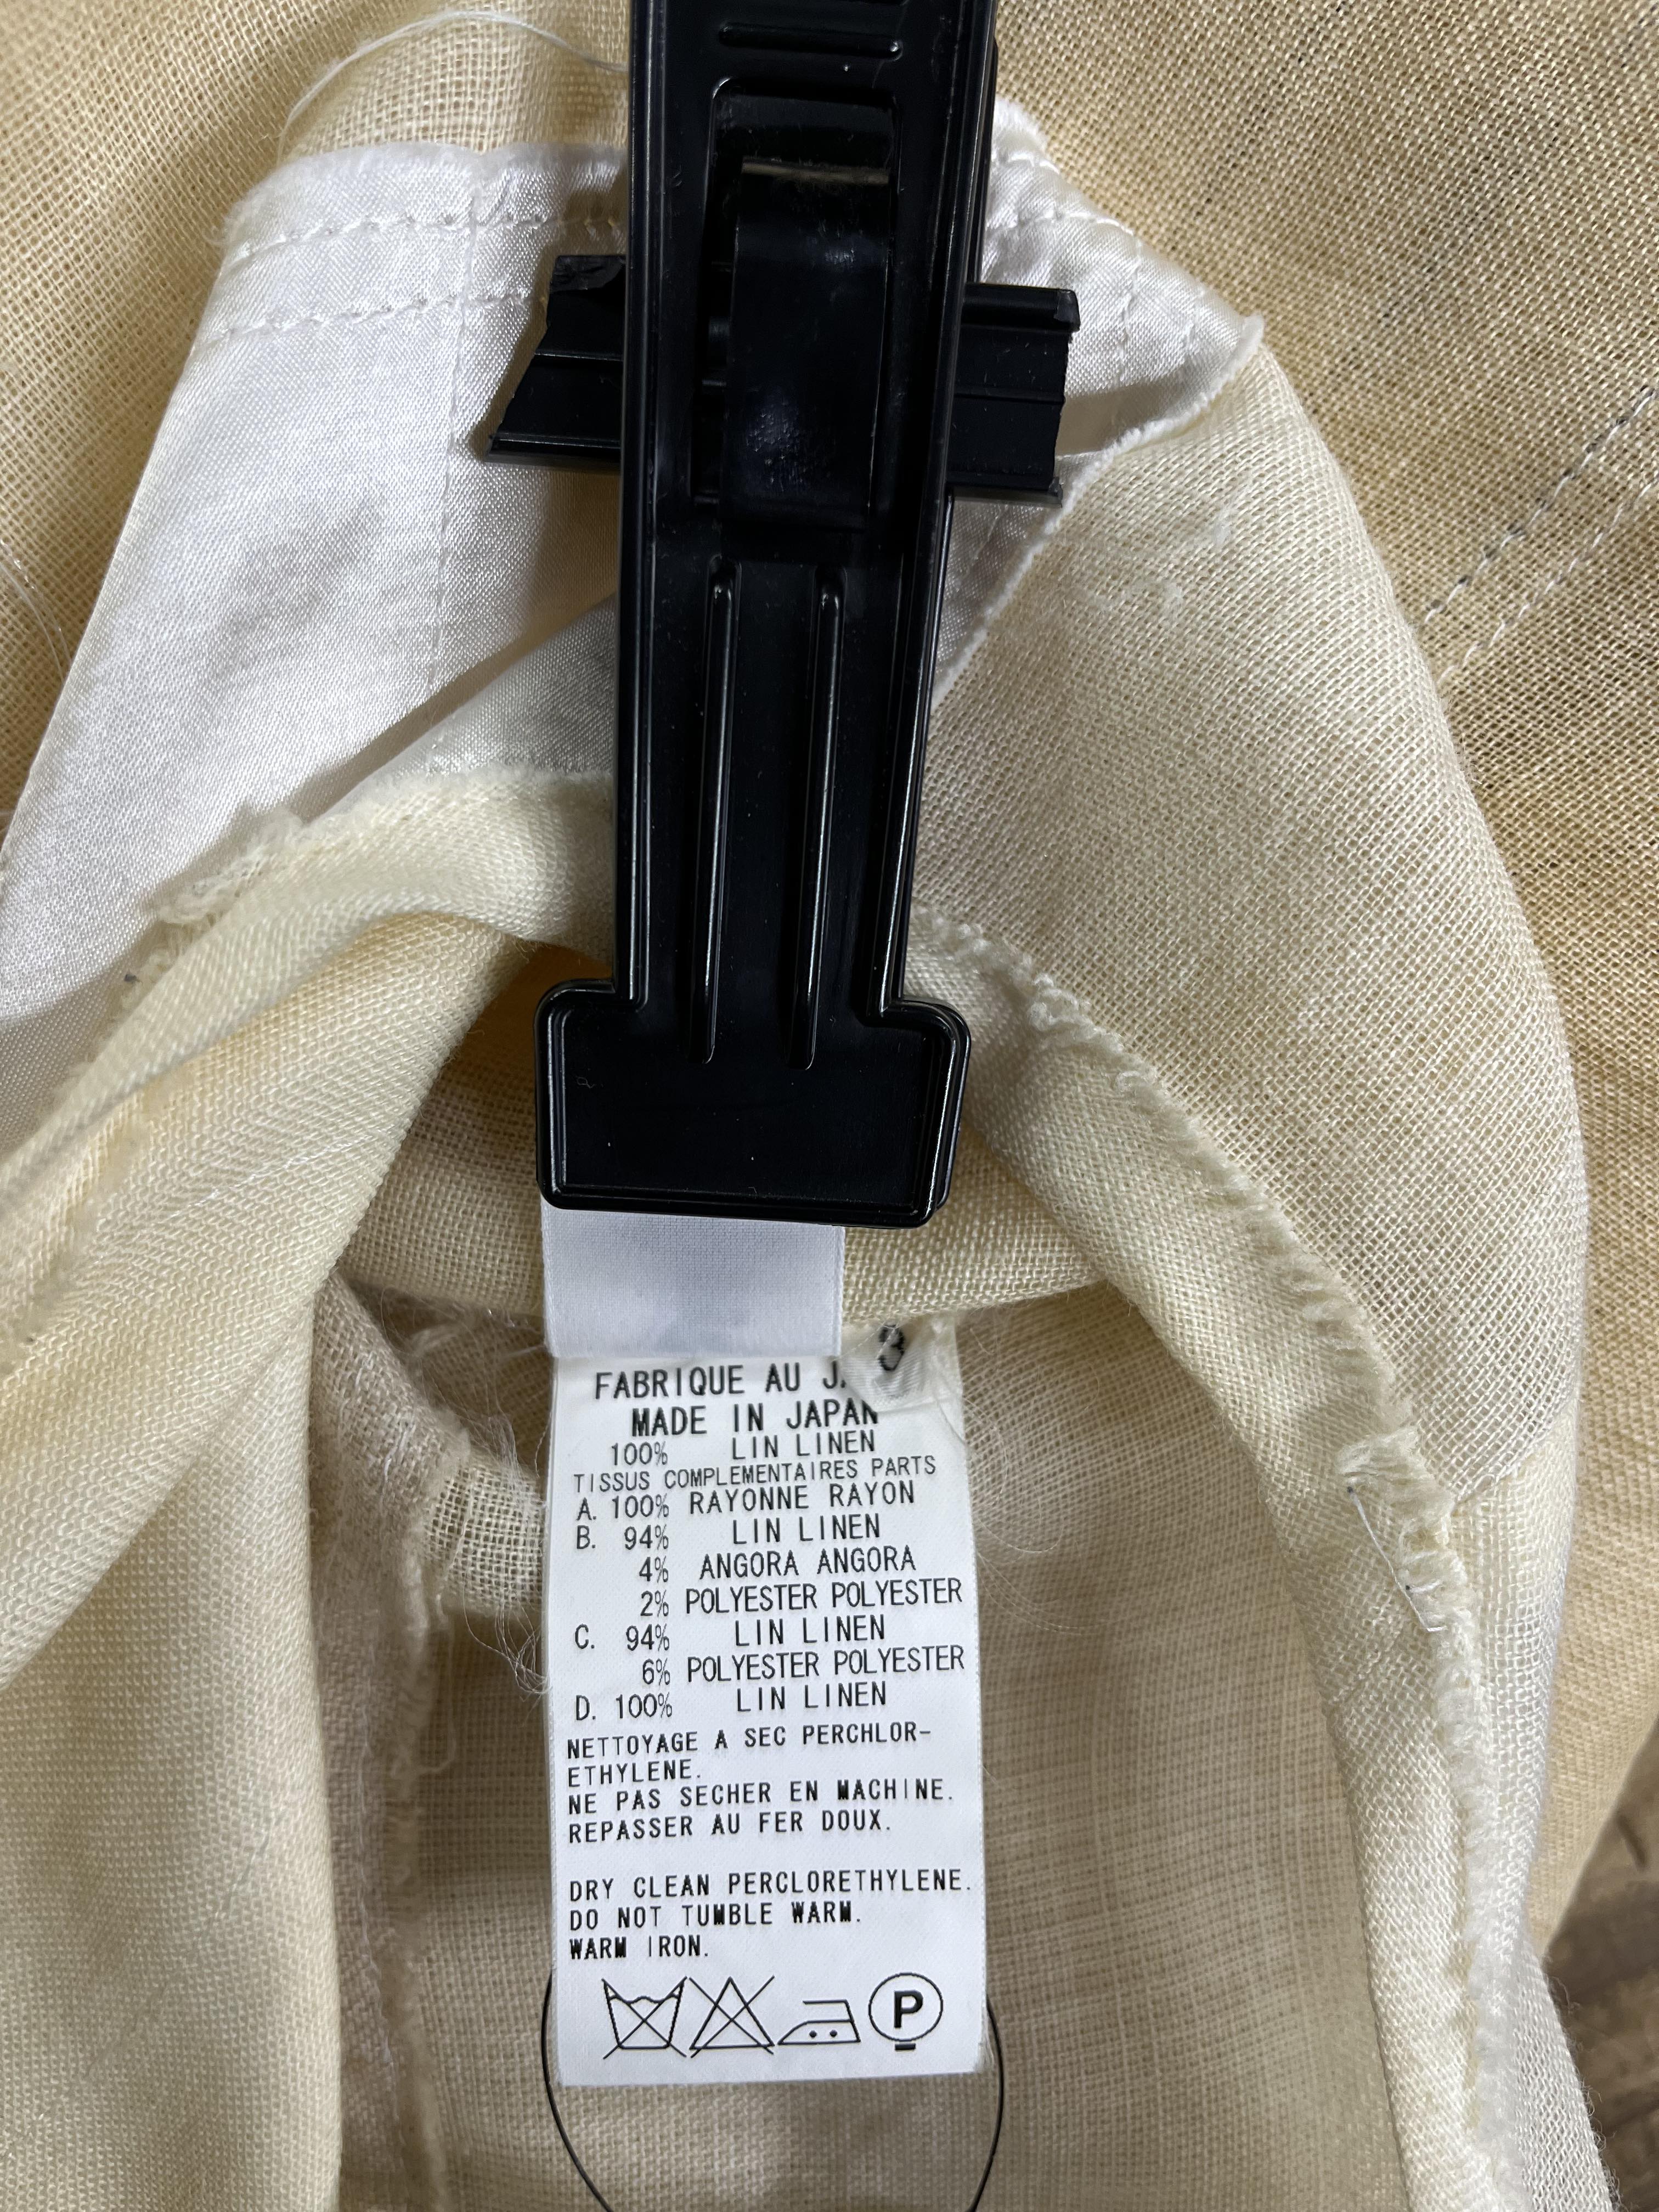 3
FABRIQUE AU
MADE IN JAPAN
100% LIN LINEN
TISSUS COMPLEMENTAIRES PARTS
A. 100% RAYONNE RAYON
B. 94% LIN LINEN
4% ANGORA ANGORA
2% POLYESTER POLYESTER
C. 94% LIN LINEN
6% POLYESTER POLYESTER
D. 100% LIN LINEN
NETTOYAGE A SEC PERCHLOR-
ETHYLENE.
NE PAS SECHER EN MACHINE.
REPASSER AU FER DOUX.
DRY CLEAN PERCLORETHYLENE.
DO NOT TUMBLE WARM.
WARM IRON.
P